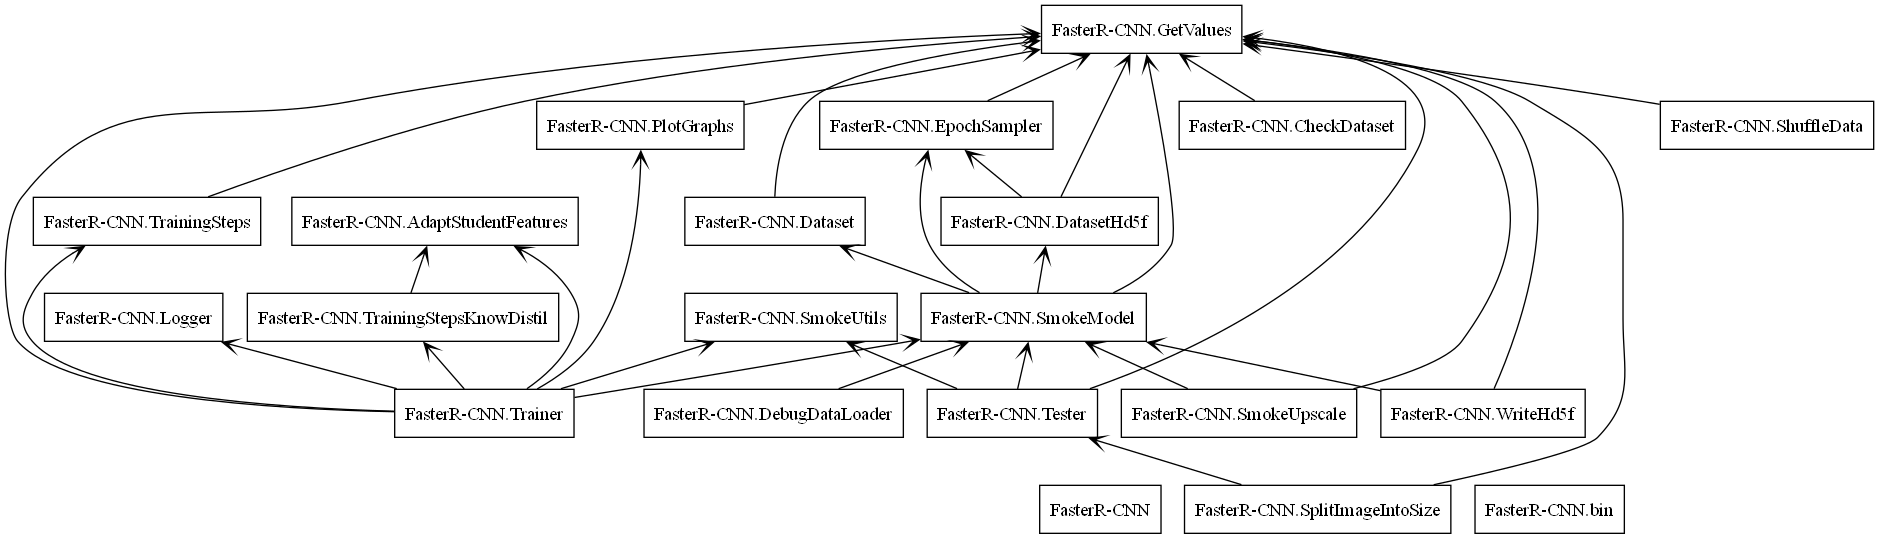 FasterR-CNN.GetValues
FasterR-CNN.PlotGraphs
FasterR-CNN.EpochSampler
FasterR-CNN.CheckDataset
FasterR-CNN.ShuffleData
FasterR-CNN.TrainingSteps
FasterR-CNN.AdaptStudentFeatures
FasterR-CNN.Dataset
FasterR-CNN.DatasetHd5f
FasterR-CNN.Logger
FasterR-CNN.TrainingStepsKnowDistil
FasterR-CNN.SmokeUtils
FasterR-CNN.SmokeModel
FasterR-CNN.Trainer
FasterR-CNN.DebugDataLoader
FasterR-CNN.Tester
FasterR-CNN.SmokeUpscale
FasterR-CNN.WriteHd5f
FasterR-CNN
FasterR-CNN.SplitImageIntoSize
FasterR-CNN.bin